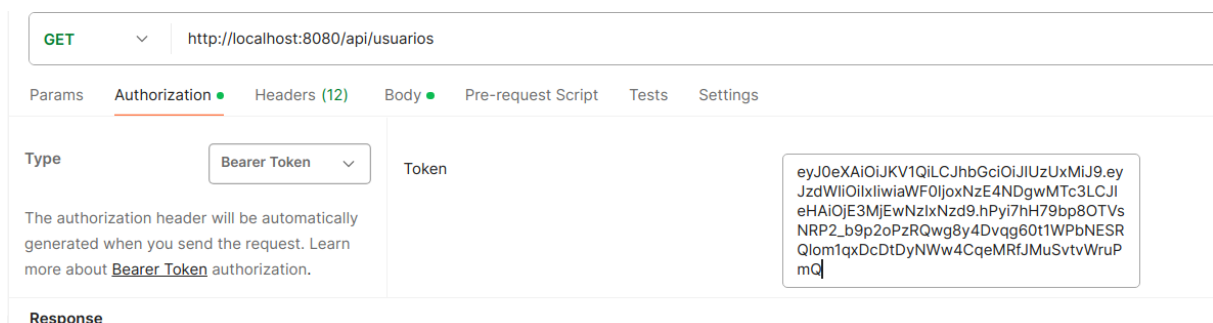 GET http://localhost:8080/api/usuarios
Params Authorization Headers (12) Body Pre-request Script Tests Settings
Type Bearer Token
The authorization header will be automatically
generated when you send the request. Learn
more about Bearer Token authorization.
Token
eyJ0eXAiOiJKV1QiLCJhbGciOiJIUzUxMiJ9.ey
JzdWIiOiIxIiwiaWF0IjoxNzE4NDgwMTc3LCJl
eHAiOjE3MjEwNzIxNzd9.hPyi7hH79bp8OTVs
NRP2_b9p2oPzRQwg8y4Dvqg60t1WPbNESR
QIom1qxDcDtDyNWw4CqeMRfJMuSvtvWruP
mQ
Response